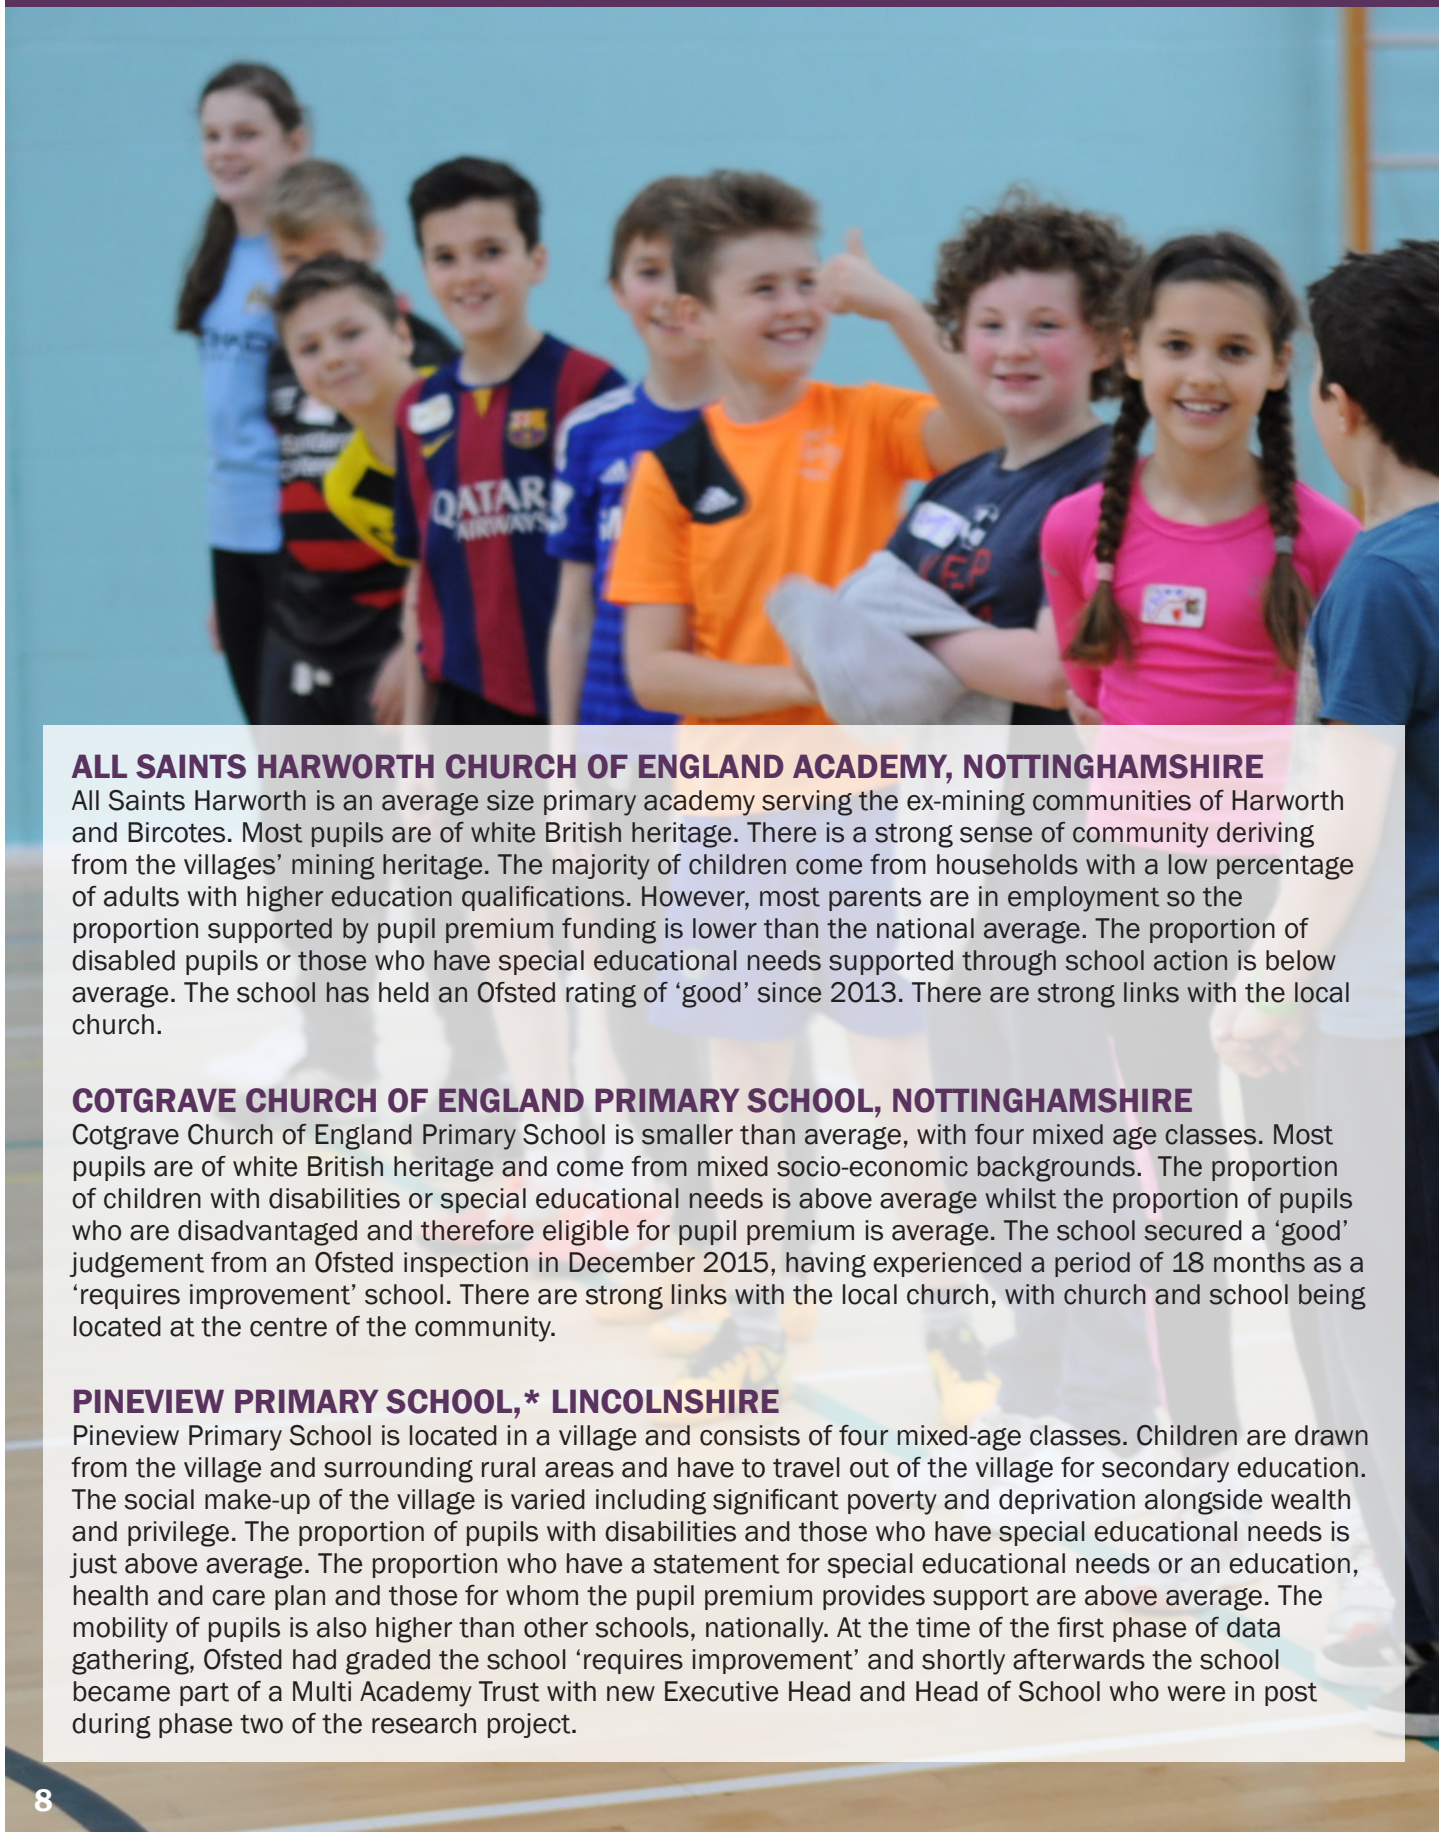 QATAR
AIRWAYS
KEP
ALL SAINTS HARWORTH CHURCH OF ENGLAND ACADEMY, NOTTINGHAMSHIRE
All Saints Harworth is an average size primary academy serving the ex-mining communities of Harworth
and Bircotes. Most pupils are of white British heritage. There is a strong sense of community deriving
from the villages’ mining heritage. The majority of children come from households with a low percentage
of adults with higher education qualifications. However, most parents are in employment so the
proportion supported by pupil premium funding is lower than the national average. The proportion of
disabled pupils or those who have special educational needs supported through school action is below
average. The school has held an Ofsted rating of ‘good’ since 2013. There are strong links with the local
church.
COTGRAVE CHURCH OF ENGLAND PRIMARY SCHOOL, NOTTINGHAMSHIRE
Cotgrave Church of England Primary School is smaller than average, with four mixed age classes. Most
pupils are of white British heritage and come from mixed socio-economic backgrounds.  The proportion
of children with disabilities or special educational needs is above average whilst the proportion of pupils
who are disadvantaged and therefore eligible for pupil premium is average. The school secured a ‘good’
judgement from an Ofsted inspection in December 2015, having experienced a period of 18 months as a
‘requires improvement’ school. There are strong links with the local church, with church and school being
located at the centre of the community.
PINEVIEW PRIMARY SCHOOL,* LINCOLNSHIRE
Pineview Primary School is located in a village and consists of four mixed-age classes. Children are drawn
from the village and surrounding rural areas and have to travel out of the village for secondary education.
The social make-up of the village is varied including significant poverty and deprivation alongside wealth
and privilege. The proportion of pupils with disabilities and those who have special educational needs is
just above average. The proportion who have a statement for special educational needs or an education,
health and care plan and those for whom the pupil premium provides support are above average. The
mobility of pupils is also higher than other schools, nationally. At the time of the first phase of data
gathering, Ofsted had graded the school ‘requires improvement’ and shortly afterwards the school
became part of a Multi Academy Trust with new Executive Head and Head of School who were in post
during phase two of the research project.
8